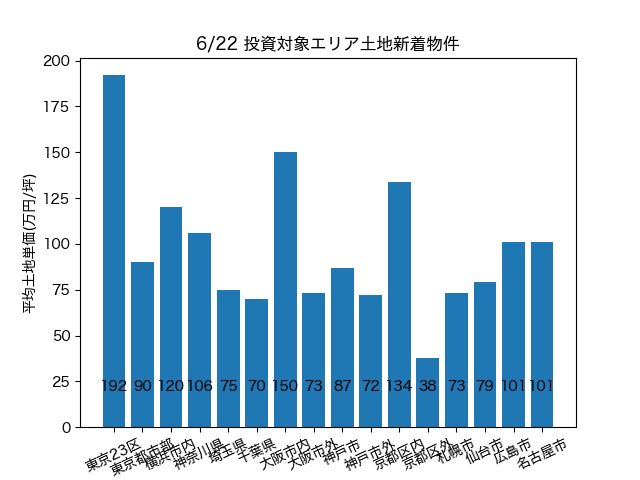 6/22 投資対象エリア土地新着物件
平均土地単価(万円/坪)
200
175
150
125
100
75
50
25
0
192 90 120 106 75 70 150 73 87 72 134 38 73 79 101 101
東京23区
東京都市部
横浜市内
神奈川県
埼玉県
千葉県
大阪市内
大阪市外
神戸市
神戸市外
京都区内
京都区外
札幌市
仙台市
広島市
名古屋市